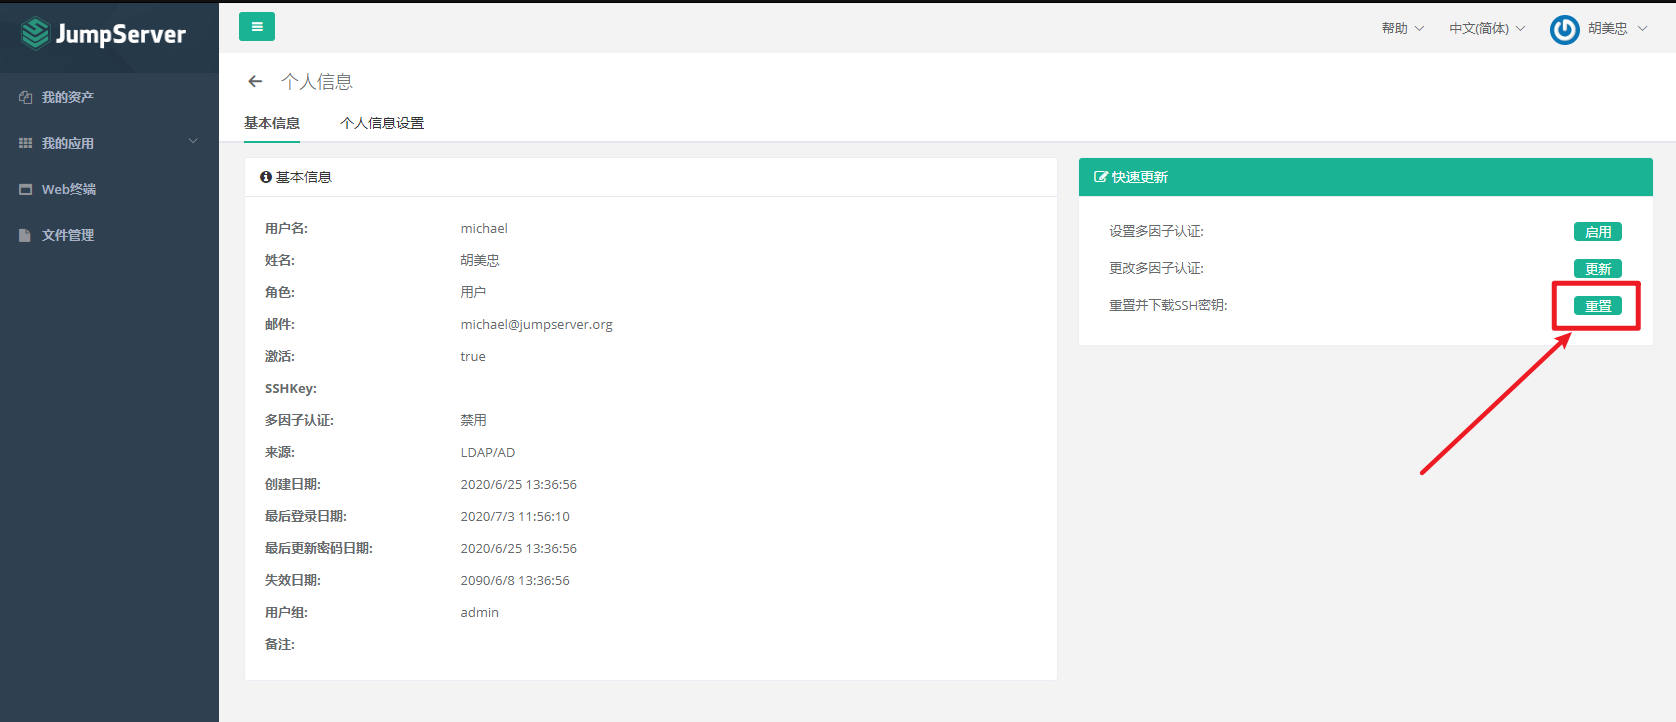 JumpServer
帮助
中文(简体)
胡美忠
我的资产
我的应用
Web终端
文件管理
个人信息
基本信息
个人信息设置
基本信息
用户名: michael
姓名: 胡美忠
角色: 用户
邮件: michael@jumpserver.org
激活: true
SSHKey:
多因子认证: 禁用
来源: LDAP/AD
创建日期: 2020/6/25 13:36:56
最后登录日期: 2020/7/3 11:56:10
最后更新密码日期: 2020/6/25 13:36:56
失效日期: 2090/6/8 13:36:56
用户组: admin
备注:
快速更新
设置多因子认证: 启用
更改多因子认证: 更新
重置并下载SSH密钥: 重置